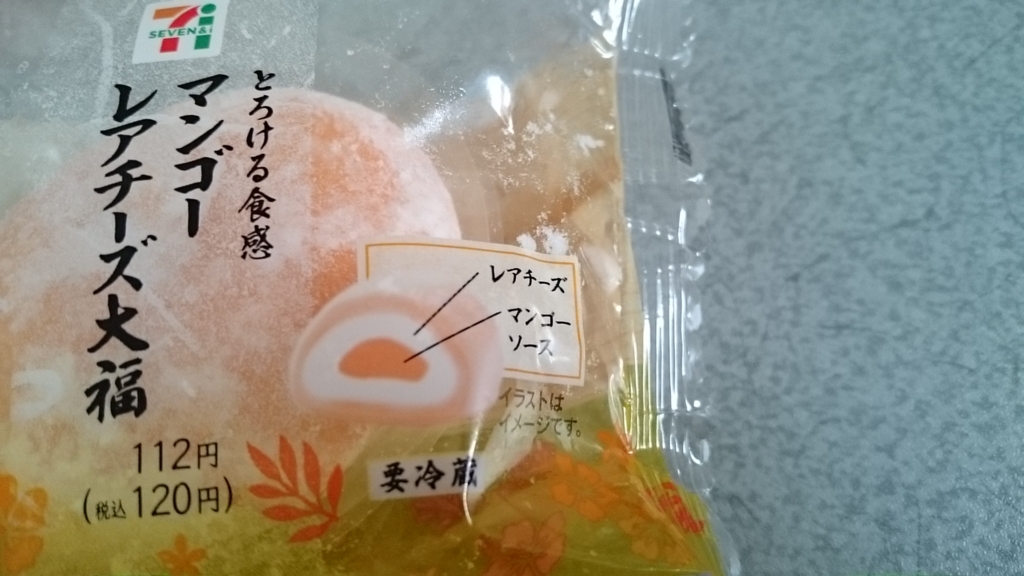 SEVEN&i
とろける食感
マンゴー
レアチーズ大福
レアチーズ
マンゴー
ソース
イラストは
イメージです。
要冷蔵
112円
(税込120円)